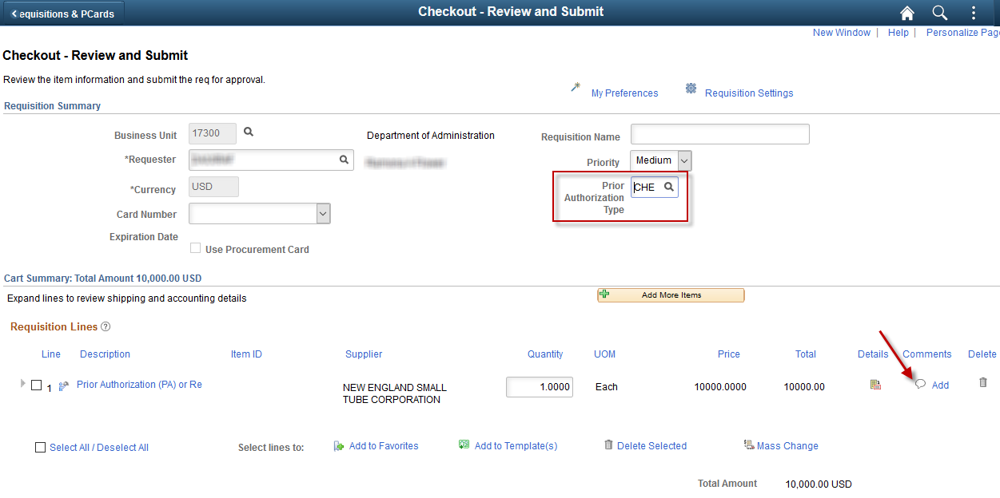 equisitions & PCards
Checkout - Review and Submit
New Window | Help | Personalize Pag
Checkout - Review and Submit
Review the item information and submit the req for approval.
My Preferences
Requisition Settings
Requisition Summary
Business Unit 17300
Department of Administration
Requisition Name
*Requester
Priority Medium
*Currency USD
Prior
Authorization
Type
CHE
Card Number
Expiration Date
Use Procurement Card
Cart Summary: Total Amount 10,000.00 USD
Expand lines to review shipping and accounting details
Add More Items
Requisition Lines ?
Line Description Item ID Supplier Quantity UOM Price Total Details Comments Delete
1 Prior Authorization (PA) or Re
NEW ENGLAND SMALL
TUBE CORPORATION
1.0000 Each 10000.0000 10000.00 Add
Select All / Deselect All
Select lines to:
Add to Favorites
Add to Template(s)
Delete Selected
Mass Change
Total Amount 10,000.00 USD